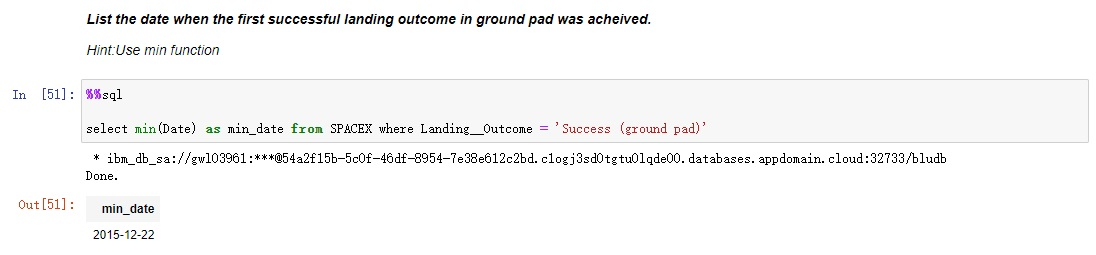 List the date when the first successful landing outcome in ground pad was acheived.
Hint:Use min function
In [51]: %%sql
select min(Date) as min_date from SPACEX where Landing__Outcome = 'Success (ground pad)'
* ibm_db_sa://gwl03961:***@54a2f15b-5c0f-46df-8954-7e38e612c2bd.c1ogj3sd0tgtu0lqde00.databases.appdomain.cloud:32733/bludb
Done.
Out[51]: min_date
2015-12-22